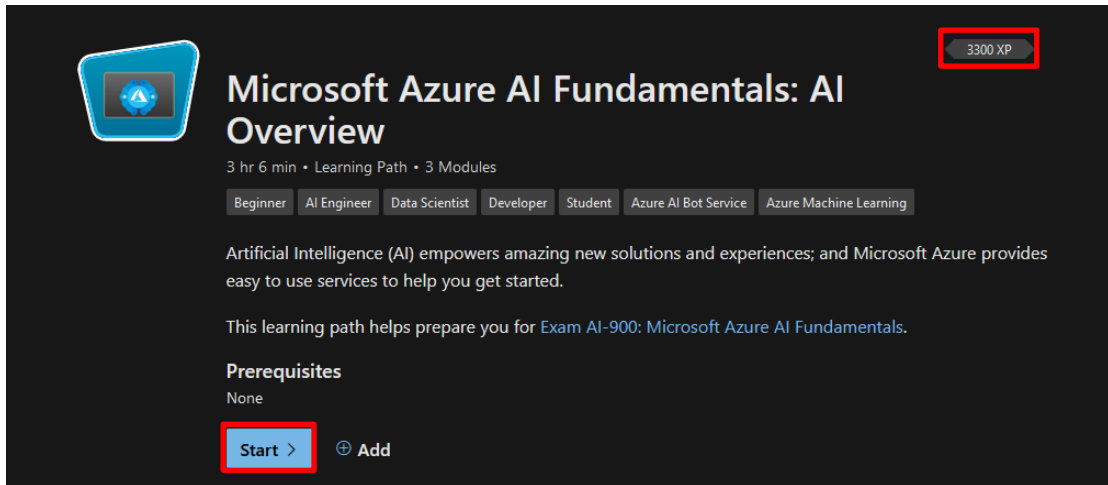 3300 XP
Microsoft Azure AI Fundamentals: AI
Overview
3 hr 6 min • Learning Path • 3 Modules
Beginner AI Engineer Data Scientist Developer Student Azure AI Bot Service Azure Machine Learning
Artificial Intelligence (AI) empowers amazing new solutions and experiences; and Microsoft Azure provides
easy to use services to help you get started.
This learning path helps prepare you for Exam AI-900: Microsoft Azure AI Fundamentals.
Prerequisites
None
Start > ⊕ Add